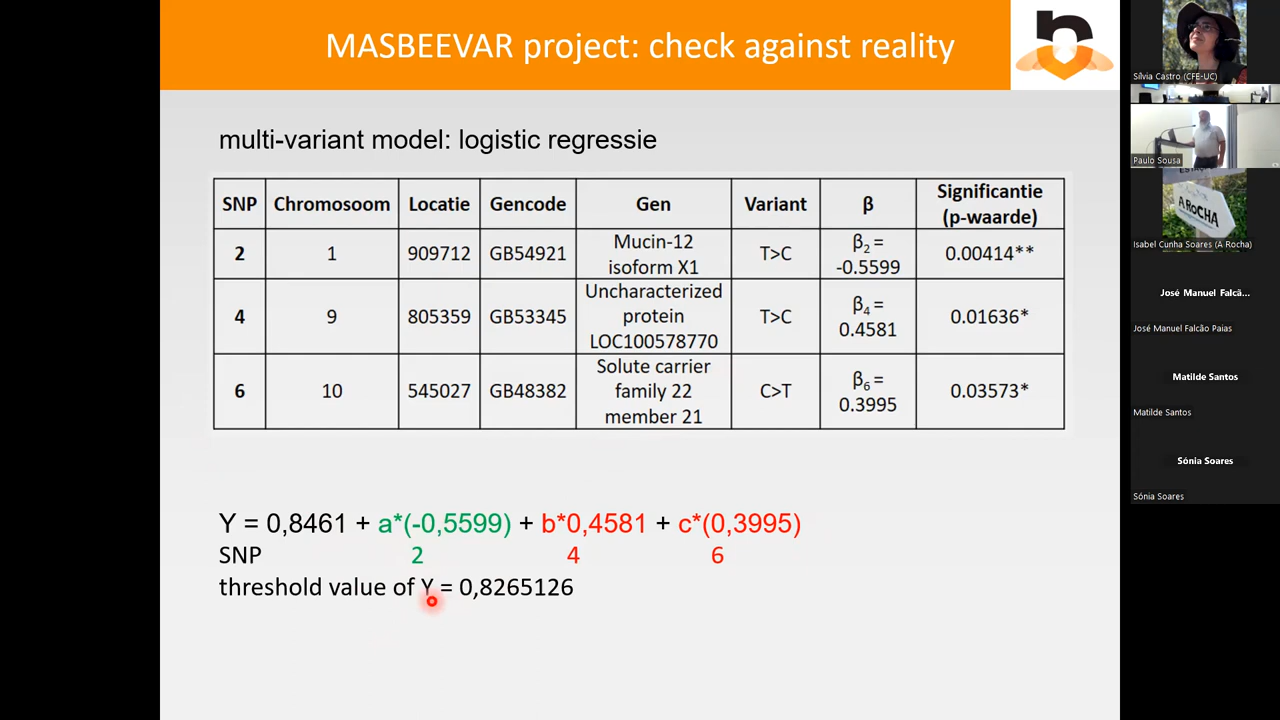 MASBEEVAR project: check against reality
multi-variant model: logistic regressie
SNP Chromosoom Locatie Gencode Gen Variant β Significantie (p-waarde)
2 1 909712 GB54921 Mucin-12 isoform X1 T>C β2 = -0.5599 0.00414**
4 9 805359 GB53345 Uncharacterized protein LOC100578770 T>C β4 = 0.4581 0.01636*
6 10 545027 GB48382 Solute carrier family 22 member 21 C>T β6 = 0.3995 0.03573*
Y = 0,8461 + a*(-0,5599) + b*0,4581 + c*(0,3995)
SNP 2 4 6
threshold value of Y = 0,8265126
Sílvia Castro (CFE-UC)
Paulo Sousa
A ROCHA
Isabel Cunha Soares (A Rocha)
José Manuel Falcã...
José Manuel Falcão Paias
Matilde Santos
Matilde Santos
Sónia Soares
Sónia Soares